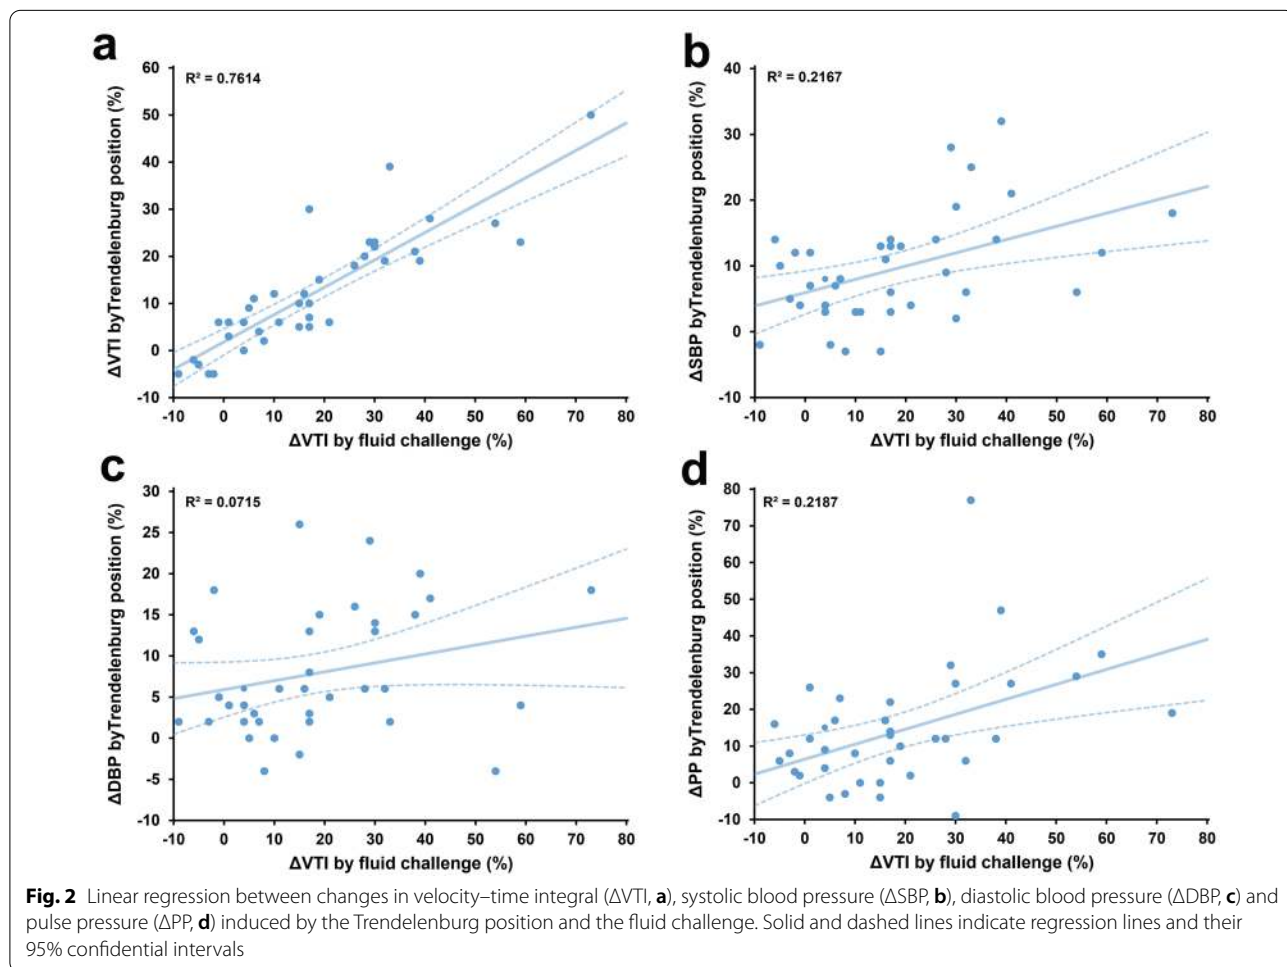 a
R² = 0.7614
ΔVTI byTrendelenburg position (%)
60
50
40
30
20
10
0
-10
-10 0 10 20 30 40 50 60 70 80
ΔVTI by fluid challenge (%)
b
R² = 0.2167
ΔSBP byTrendelenburg position (%)
40
30
20
10
0
-10
-10 0 10 20 30 40 50 60 70 80
ΔVTI by fluid challenge (%)
c
R² = 0.0715
ΔDBP byTrendelenburg position (%)
30
25
20
15
10
5
0
-5
-10
-10 0 10 20 30 40 50 60 70 80
ΔVTI by fluid challenge (%)
d
R² = 0.2187
ΔPP byTrendelenburg position (%)
80
70
60
50
40
30
20
10
0
-10
-10 0 10 20 30 40 50 60 70 80
ΔVTI by fluid challenge (%)
Fig. 2 Linear regression between changes in velocity–time integral (ΔVTI, a), systolic blood pressure (ΔSBP, b), diastolic blood pressure (ΔDBP, c) and
pulse pressure (ΔPP, d) induced by the Trendelenburg position and the fluid challenge. Solid and dashed lines indicate regression lines and their
95% confidential intervals